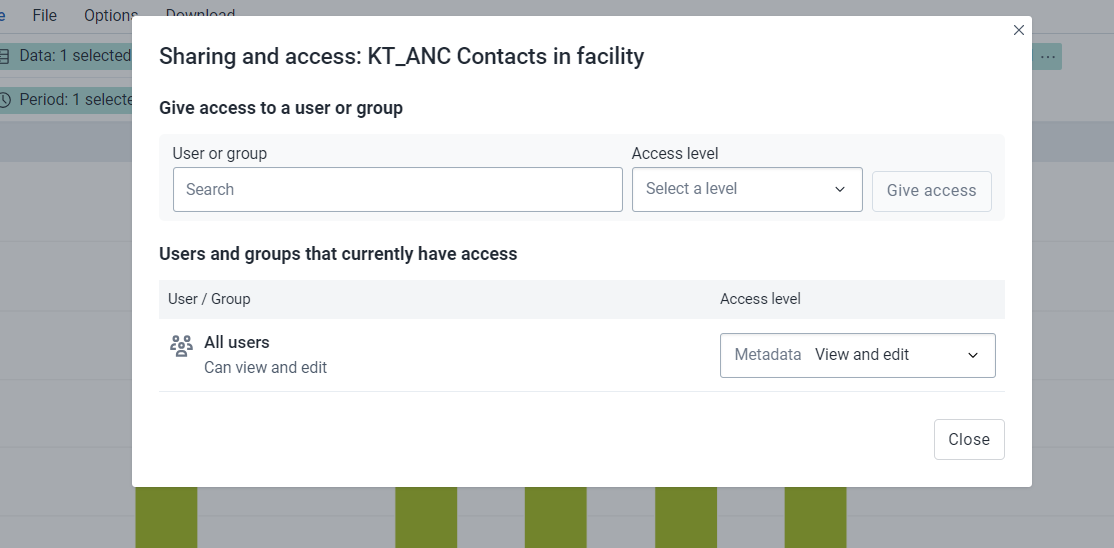 e File Options Download
Data: 1 selected
Period: 1 selecte
Sharing and access: KT_ANC Contacts in facility
Give access to a user or group
User or group Access level
Search Select a level Give access
Users and groups that currently have access
User / Group Access level
All users
Can view and edit
Metadata View and edit
Close